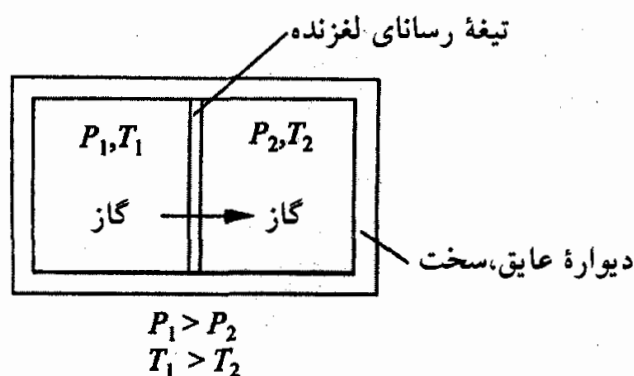 تیغهٔ رسانای لغزنده
P₁,T₁
P₂,T₂
گاز
گاز
دیوارهٔ عایق،سخت
P₁ > P₂
T₁ > T₂